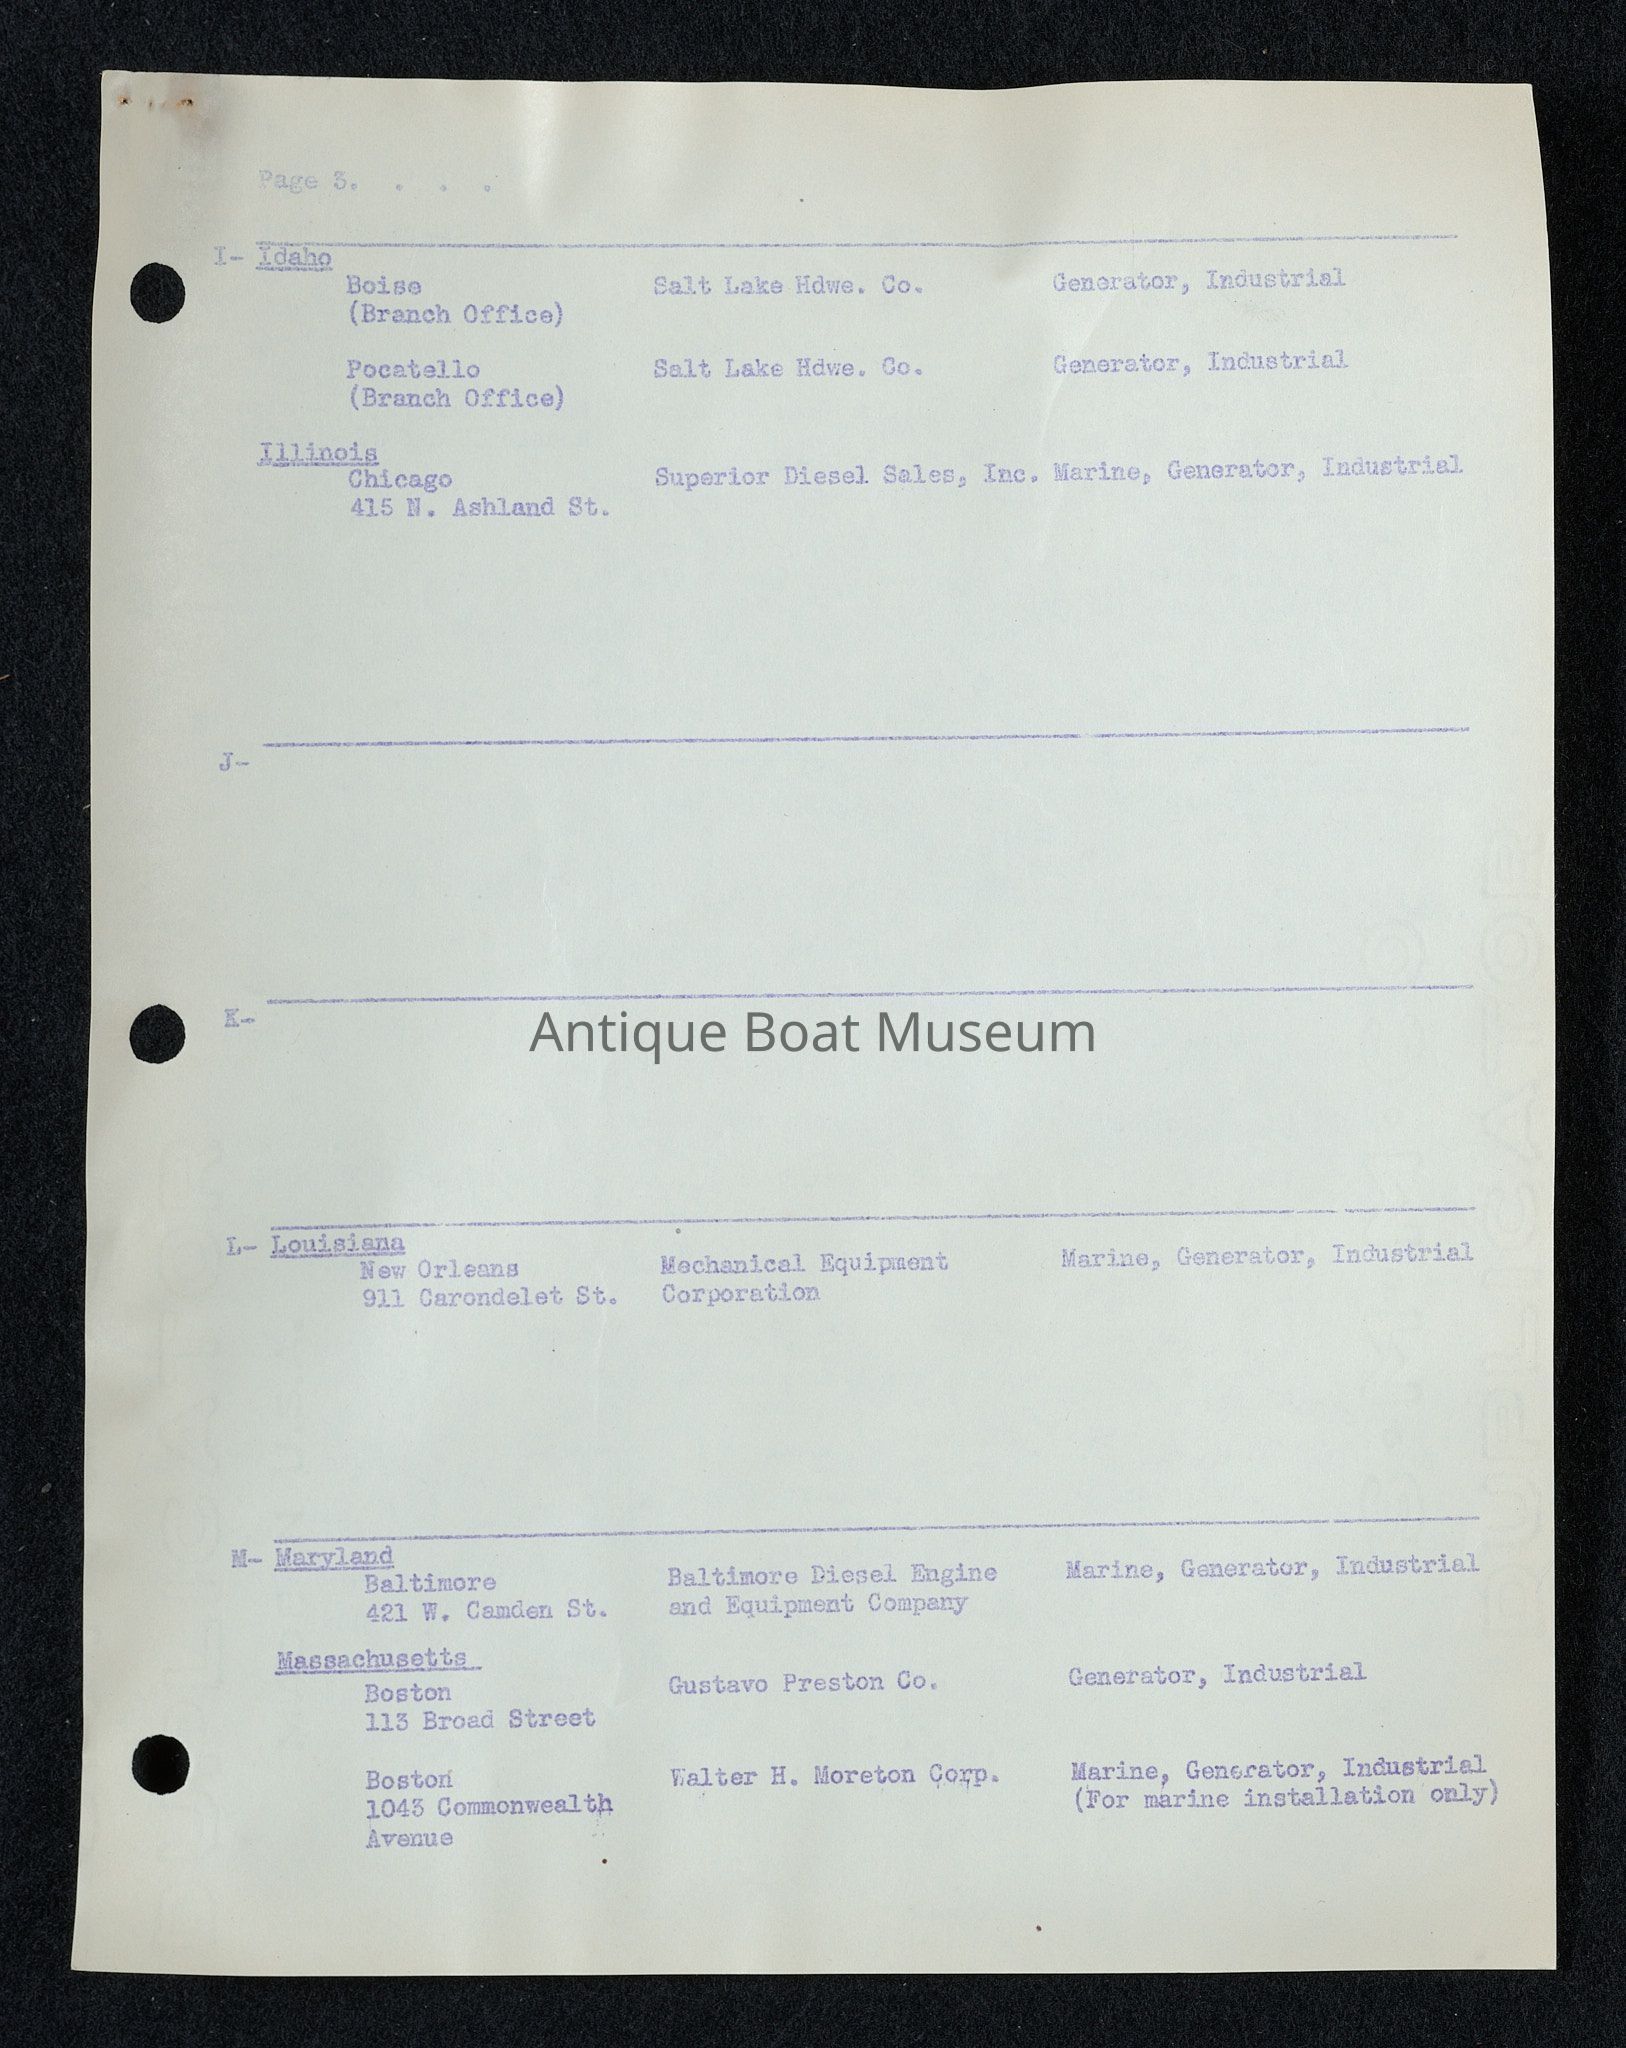 Page 3. . . . .
I- Idaho
Boise Salt Lake Hdwe. Co. Generator, Industrial
(Branch Office)
Pocatello Salt Lake Hdwe. Co. Generator, Industrial
(Branch Office)
Illinois
Chicago Superior Diesel Sales, Inc. Marine, Generator, Industrial
415 N. Ashland St.
J-
K-
Antique Boat Museum
L- Louisiana
New Orleans Mechanical Equipment Marine, Generator, Industrial
911 Carondelet St. Corporation
M- Maryland
Baltimore Baltimore Diesel Engine Marine, Generator, Industrial
421 W. Camden St. and Equipment Company
Massachusetts
Boston Gustavo Preston Co. Generator, Industrial
113 Broad Street
Boston Walter H. Moreton Corp. Marine, Generator, Industrial
1043 Commonwealth (For marine installation only)
Avenue